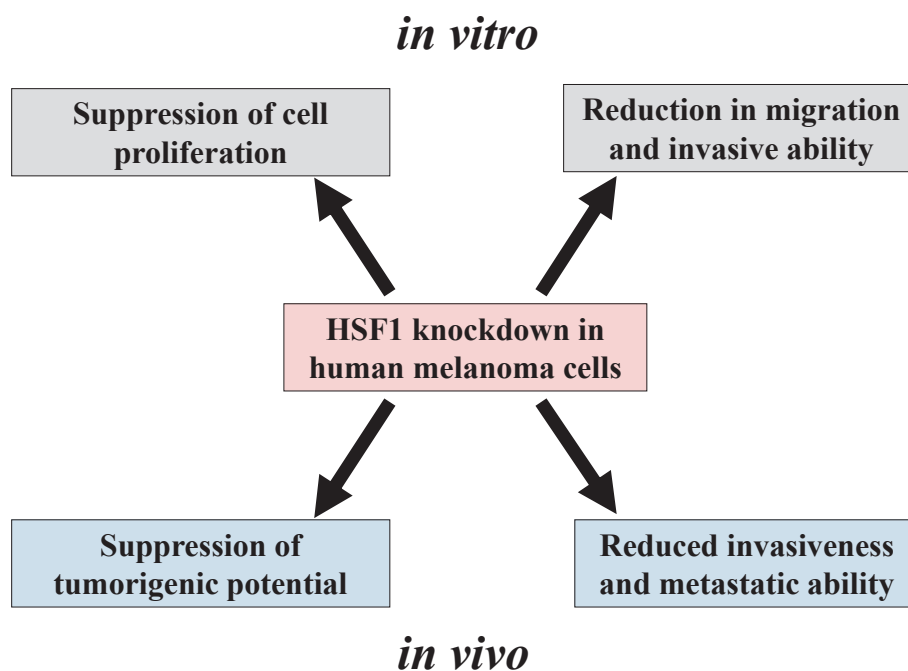 in vitro
Suppression of cell
proliferation
Reduction in migration
and invasive ability
HSF1 knockdown in
human melanoma cells
Suppression of
tumorigenic potential
Reduced invasiveness
and metastatic ability
in vivo